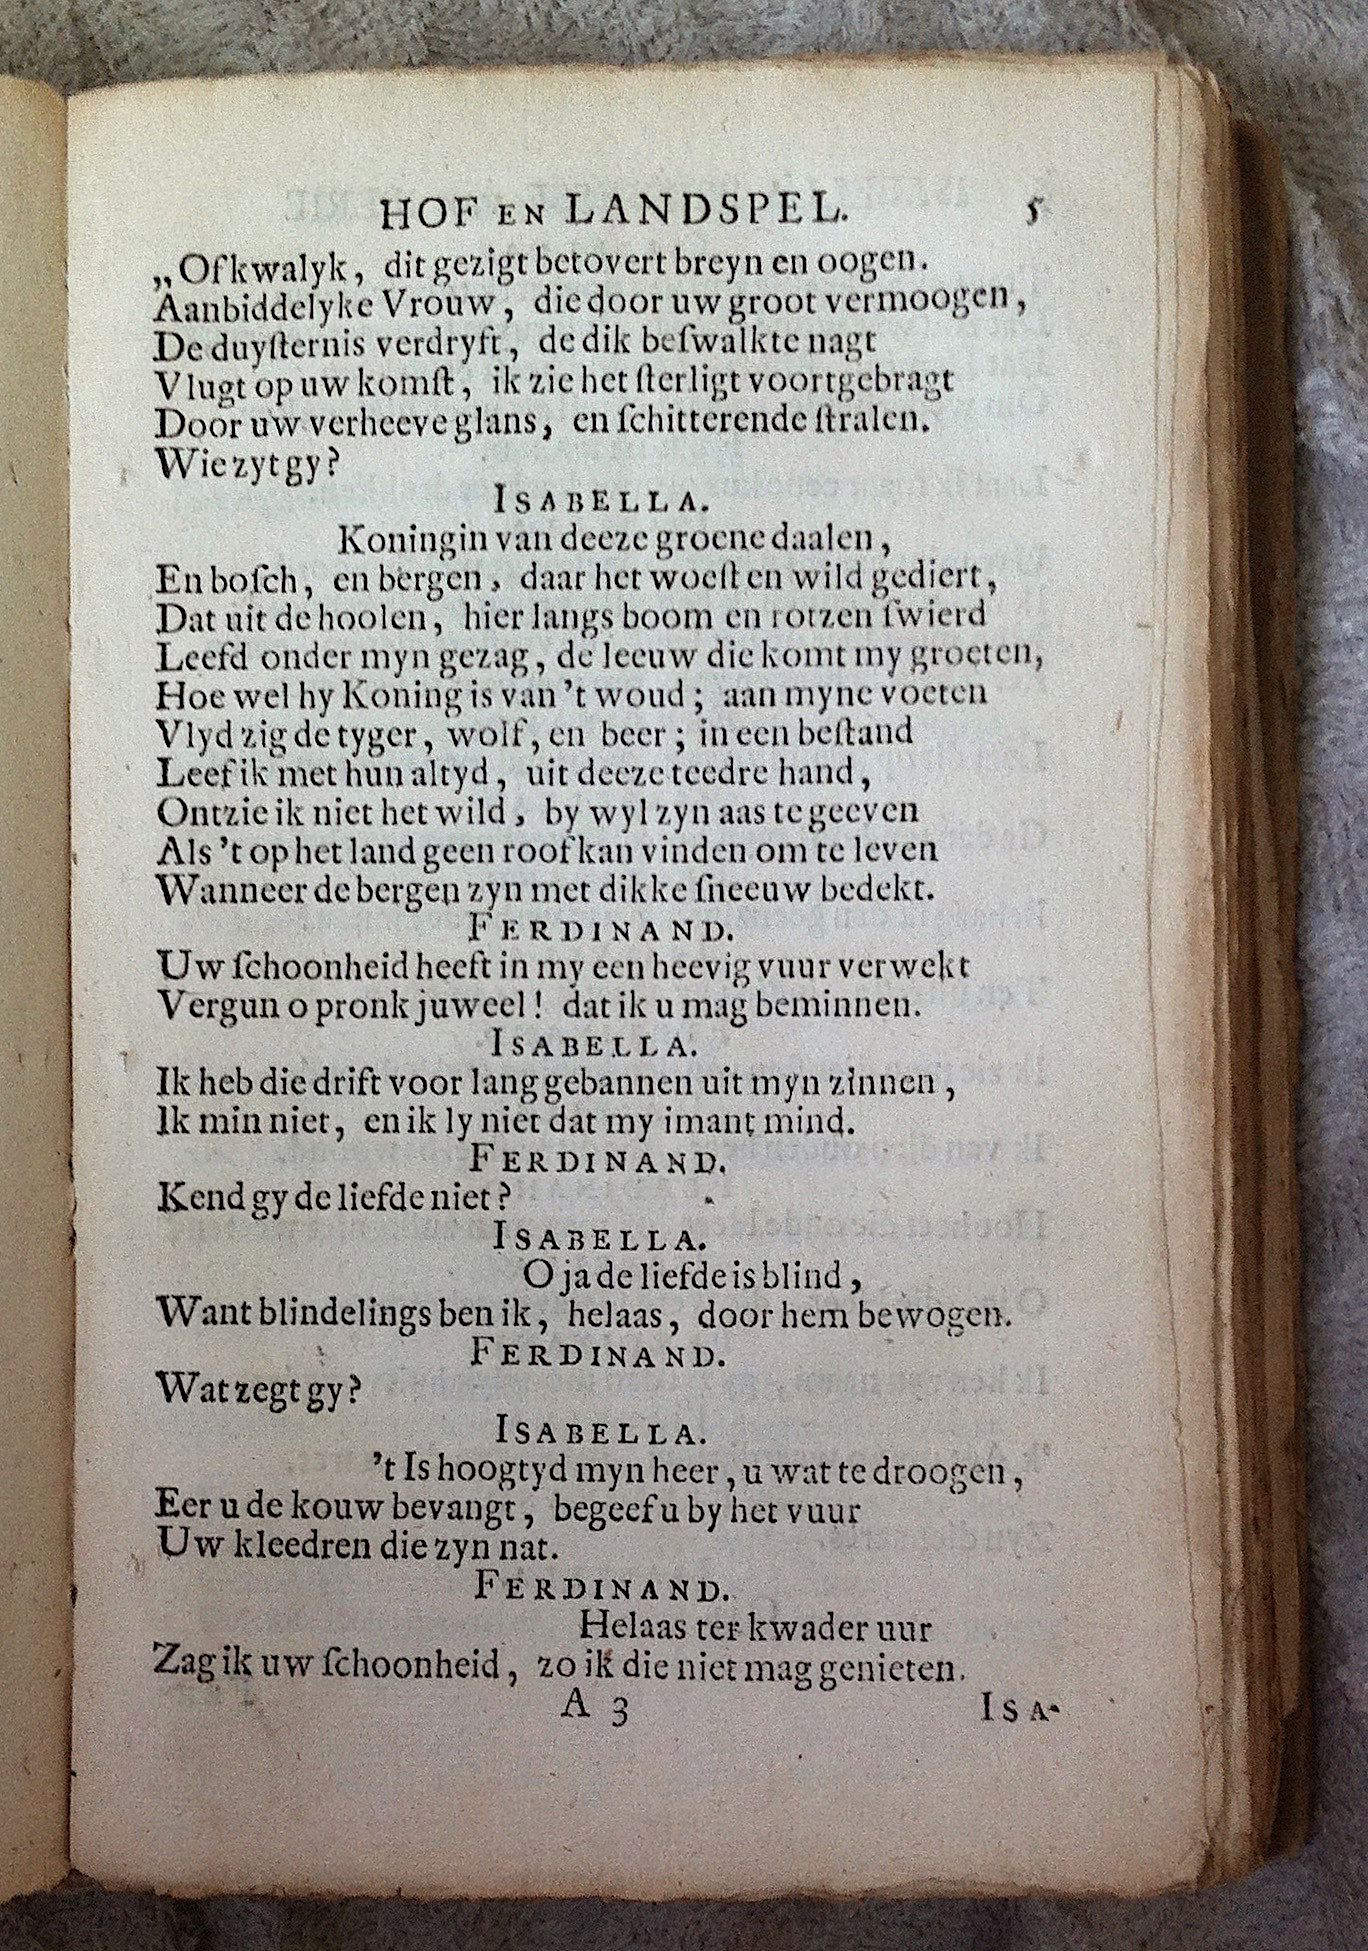 HOF EN LANDSPEL. 5
„Of kwalyk, dit gezigt betovert breyn en oogen.
Aanbiddelyke Vrouw, die door uw groot vermoogen,
De duyſternis verdryft, de dik beſwalkte nagt
Vlugt op uw komſt, ik zie het ſterligt voortgebragt
Door uw verheeve glans, en ſchitterende ſtralen.
Wie zyt gy?
ISABELLA.
Koningin van deeze groene daalen,
En boſch, en bergen, daar het woeſt en wild gediert,
Dat uit de hoolen, hier langs boom en rotzen ſwierd
Leefd onder myn gezag, de leeuw die komt my groeten,
Hoe wel hy Koning is van 't woud; aan myne voeten
Vlyd zig de tyger, wolf, en beer; in een beſtand
Leef ik met hun altyd, uit deeze teedre hand,
Ontzie ik niet het wild, by wyl zyn aas te geeven
Als 't op het land geen roof kan vinden om te leven
Wanneer de bergen zyn met dikke ſneeuw bedekt.
FERDINAND.
Uw ſchoonheid heeft in my een heevig vuur verwekt
Vergun o pronk juweel! dat ik u mag beminnen.
ISABELLA.
Ik heb die drift voor lang gebannen uit myn zinnen,
Ik min niet, en ik ly niet dat my imant mind.
FERDINAND.
Kend gy de liefde niet?
ISABELLA.
O ja de liefde is blind,
Want blindelings ben ik, helaas, door hem bewogen.
FERDINAND.
Wat zegt gy?
ISABELLA.
't Is hoogtyd myn heer, u wat te droogen,
Eer u de kouw bevangt, begeef u by het vuur
Uw kleedren die zyn nat.
FERDINAND.
Helaas ter kwader uur
Zag ik uw ſchoonheid, zo ik die niet mag genieten.
A 3 ISA-